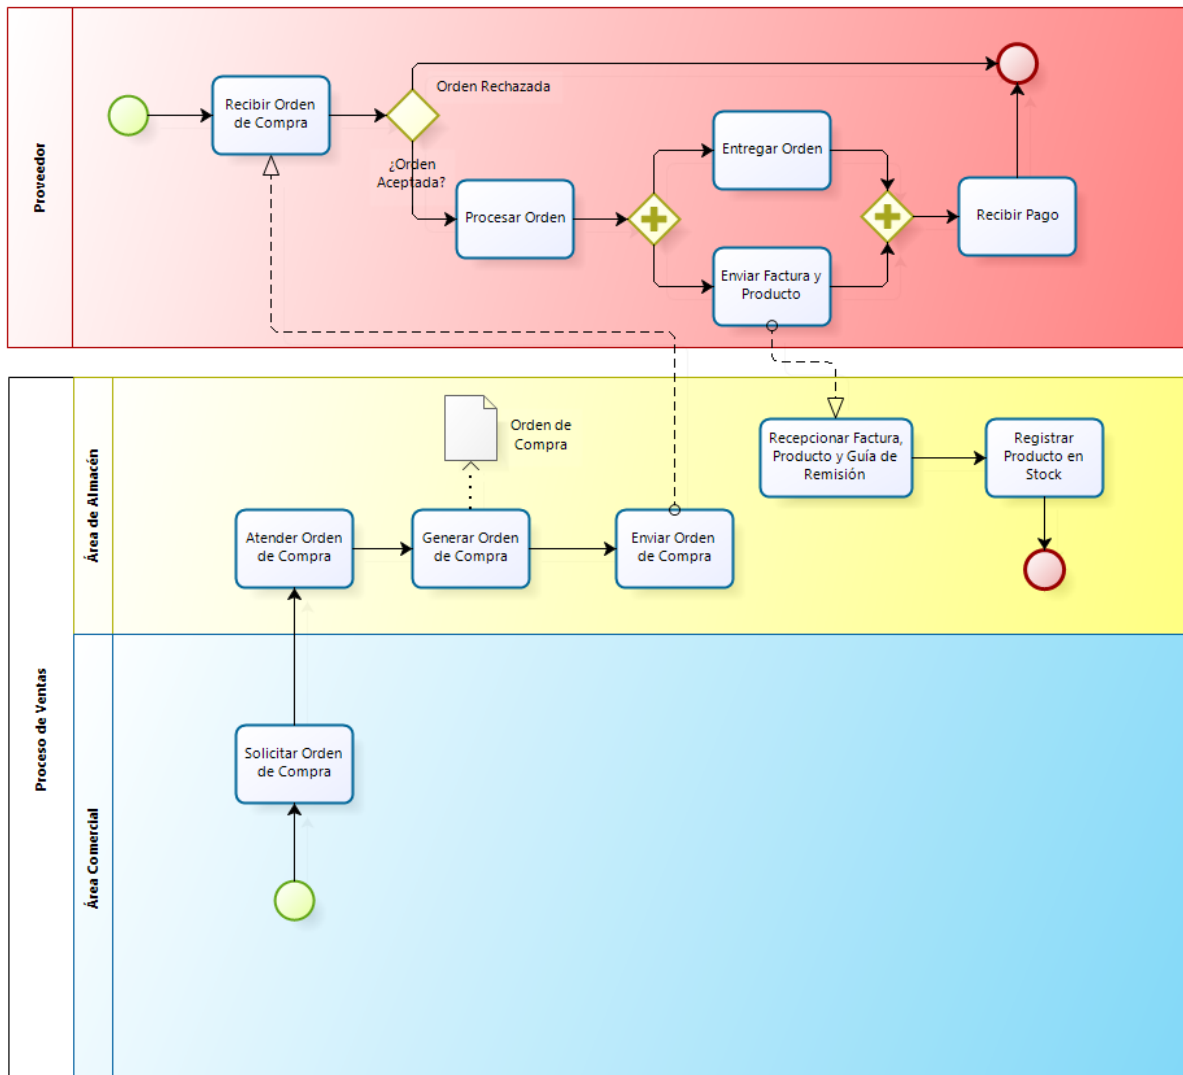 Proveedor
Recibir Orden
de Compra
Orden Rechazada
¿Orden
Aceptada?
Procesar Orden
Entregar Orden
Enviar Factura y
Producto
Recibir Pago
Proceso de Ventas
Área de Almacén
Orden de
Compra
Atender Orden
de Compra
Generar Orden
de Compra
Enviar Orden
de Compra
Recepcionar Factura,
Producto y Guía de
Remisión
Registrar
Producto en
Stock
Área Comercial
Solicitar Orden
de Compra